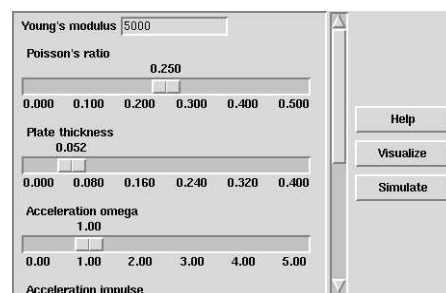 Young's modulus 5000
Poisson's ratio
0.250
0.000 0.100 0.200 0.300 0.400 0.500
Plate thickness
0.052
0.000 0.080 0.160 0.240 0.320 0.400
Acceleration omega
1.00
0.00 1.00 2.00 3.00 4.00 5.00
Acceleration impulse
Help
Visualize
Simulate